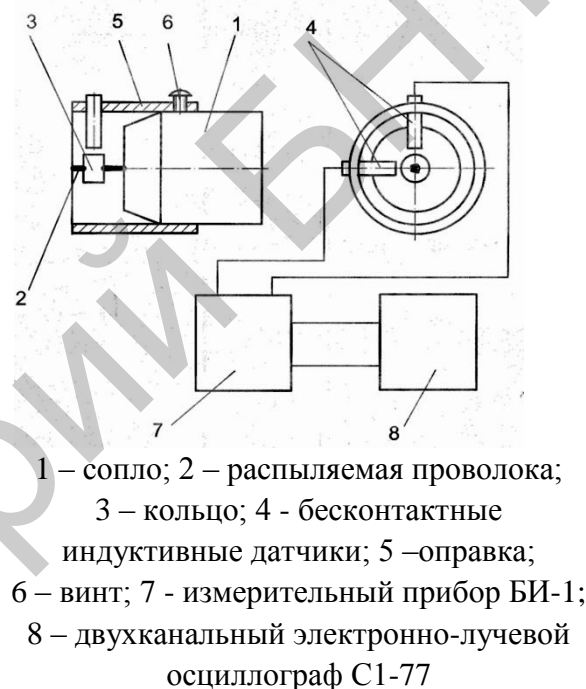 3 5 6 1 4
2
7 8
1 – сопло; 2 – распыляемая проволока;
3 – кольцо; 4 - бесконтактные
индуктивные датчики; 5 –оправка;
6 – винт; 7 - измерительный прибор БИ-1;
8 – двухканальный электронно-лучевой
осциллограф С1-77